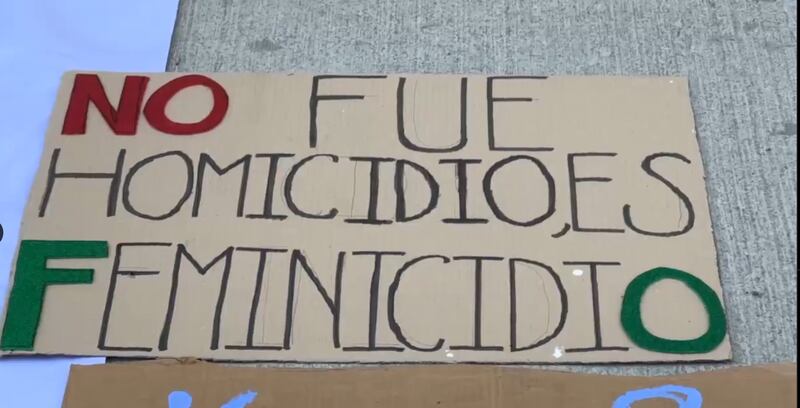 NO FUE
HOMICIDIO, ES
FEMINICIDIO